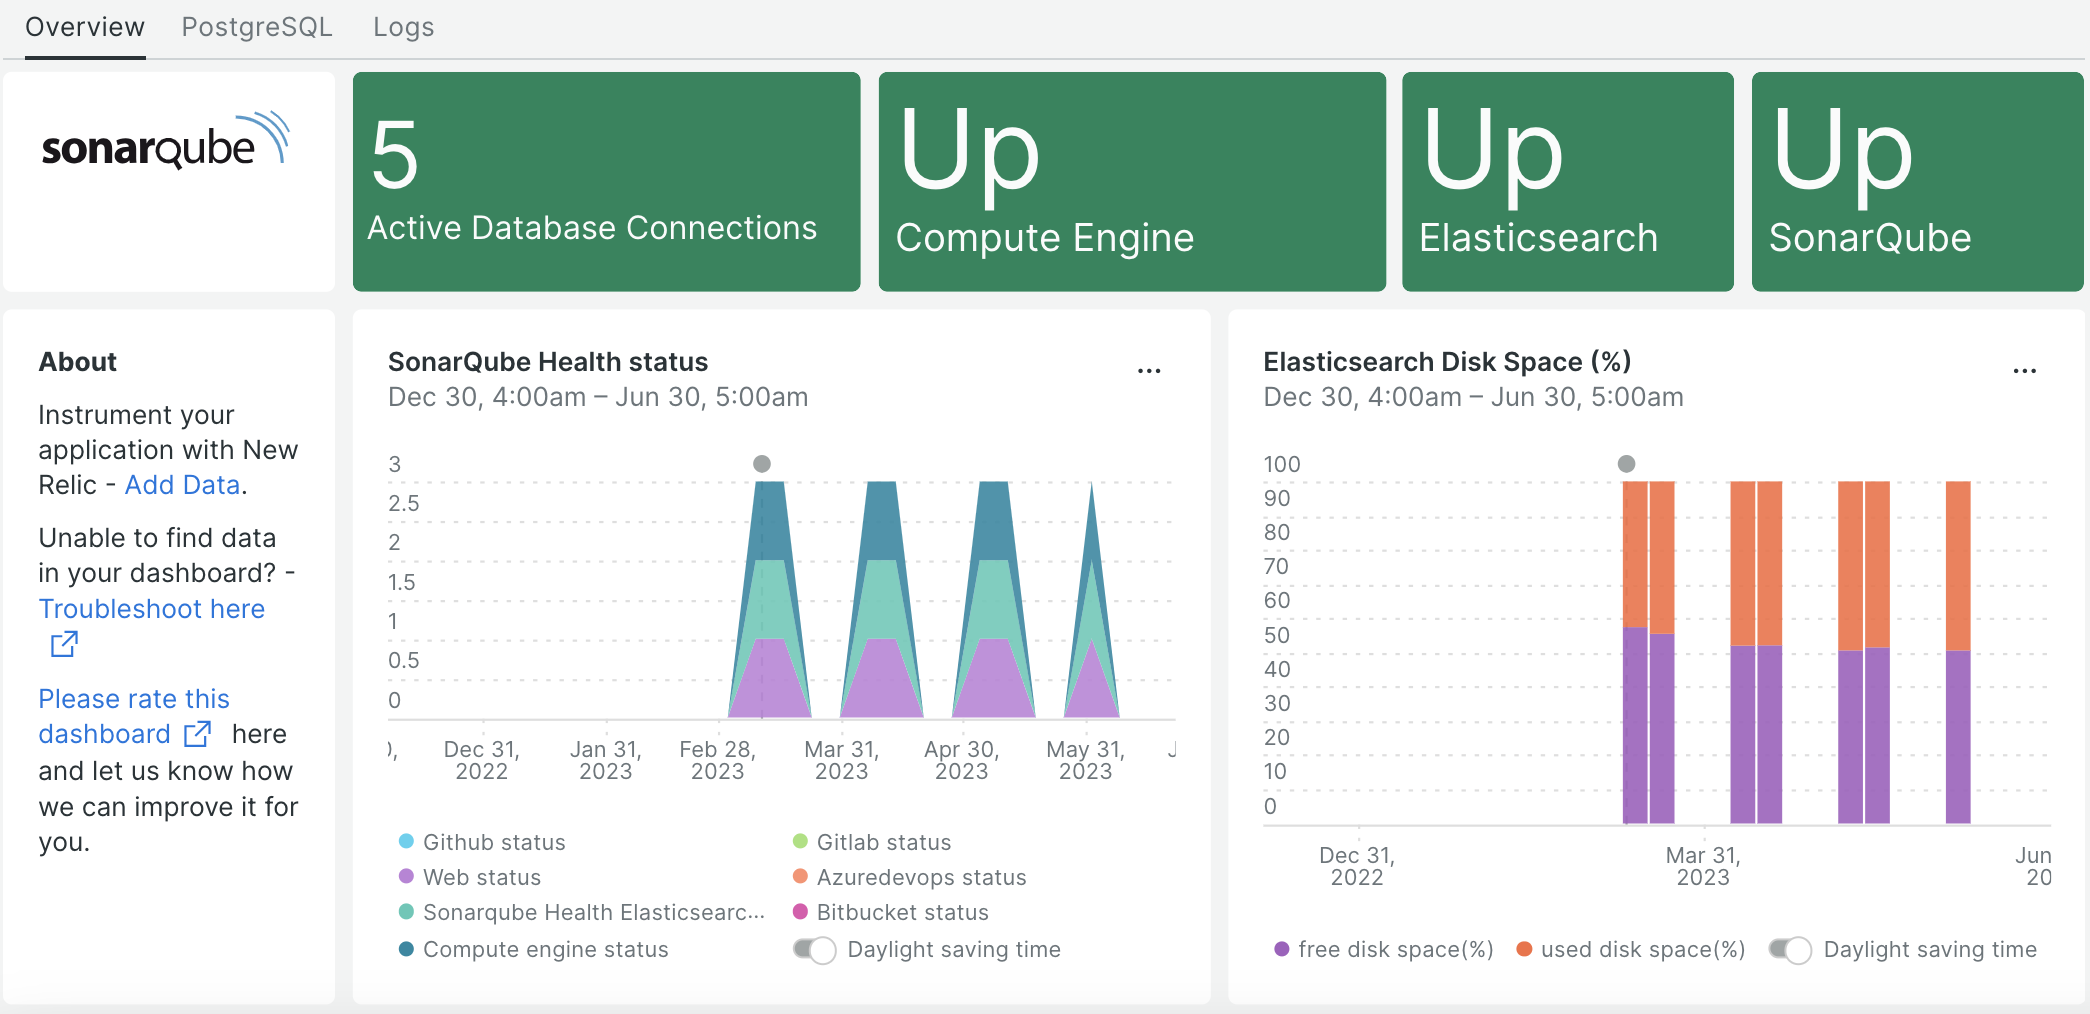 Overview PostgreSQL Logs
sonarqube
5
Active Database Connections
Up
Compute Engine
Up
Elasticsearch
Up
SonarQube
About
Instrument your
application with New
Relic - Add Data.
Unable to find data
in your dashboard? -
Troubleshoot here
Please rate this
dashboard here
and let us know how
we can improve it for
you.
SonarQube Health status
...
Dec 30, 4:00am – Jun 30, 5:00am
3
2.5
2
1.5
1
0.5
0
Dec 31, Jan 31, Feb 28, Mar 31, Apr 30, May 31,
2022 2023 2023 2023 2023 2023
Github status Gitlab status
Web status Azuredevops status
Sonarqube Health Elasticsearc... Bitbucket status
Compute engine status Daylight saving time
Elasticsearch Disk Space (%)
...
Dec 30, 4:00am – Jun 30, 5:00am
100
90
80
70
60
50
40
30
20
10
0
Dec 31, Mar 31, Jun
2022 2023 20
free disk space(%) used disk space(%) Daylight saving time